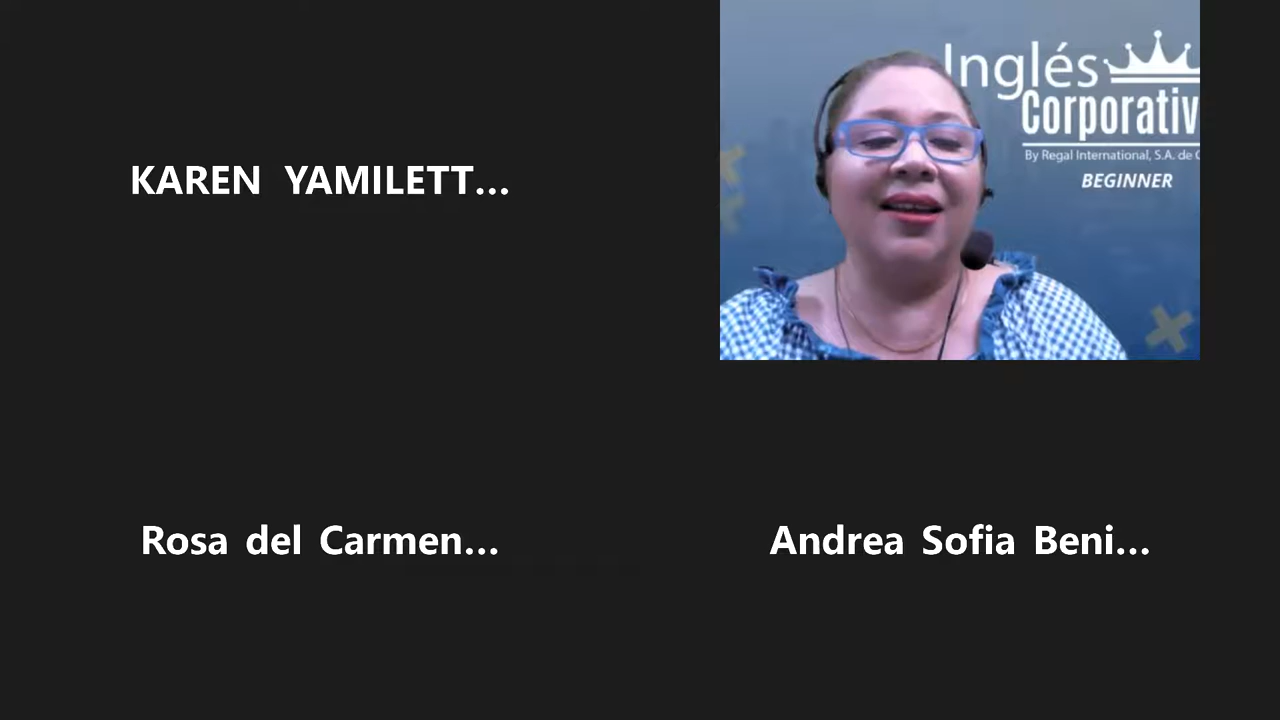 KAREN YAMILETT...
Inglés
Corporativ
By Regal International, S.A. de C
BEGINNER
Rosa del Carmen...
Andrea Sofia Beni...